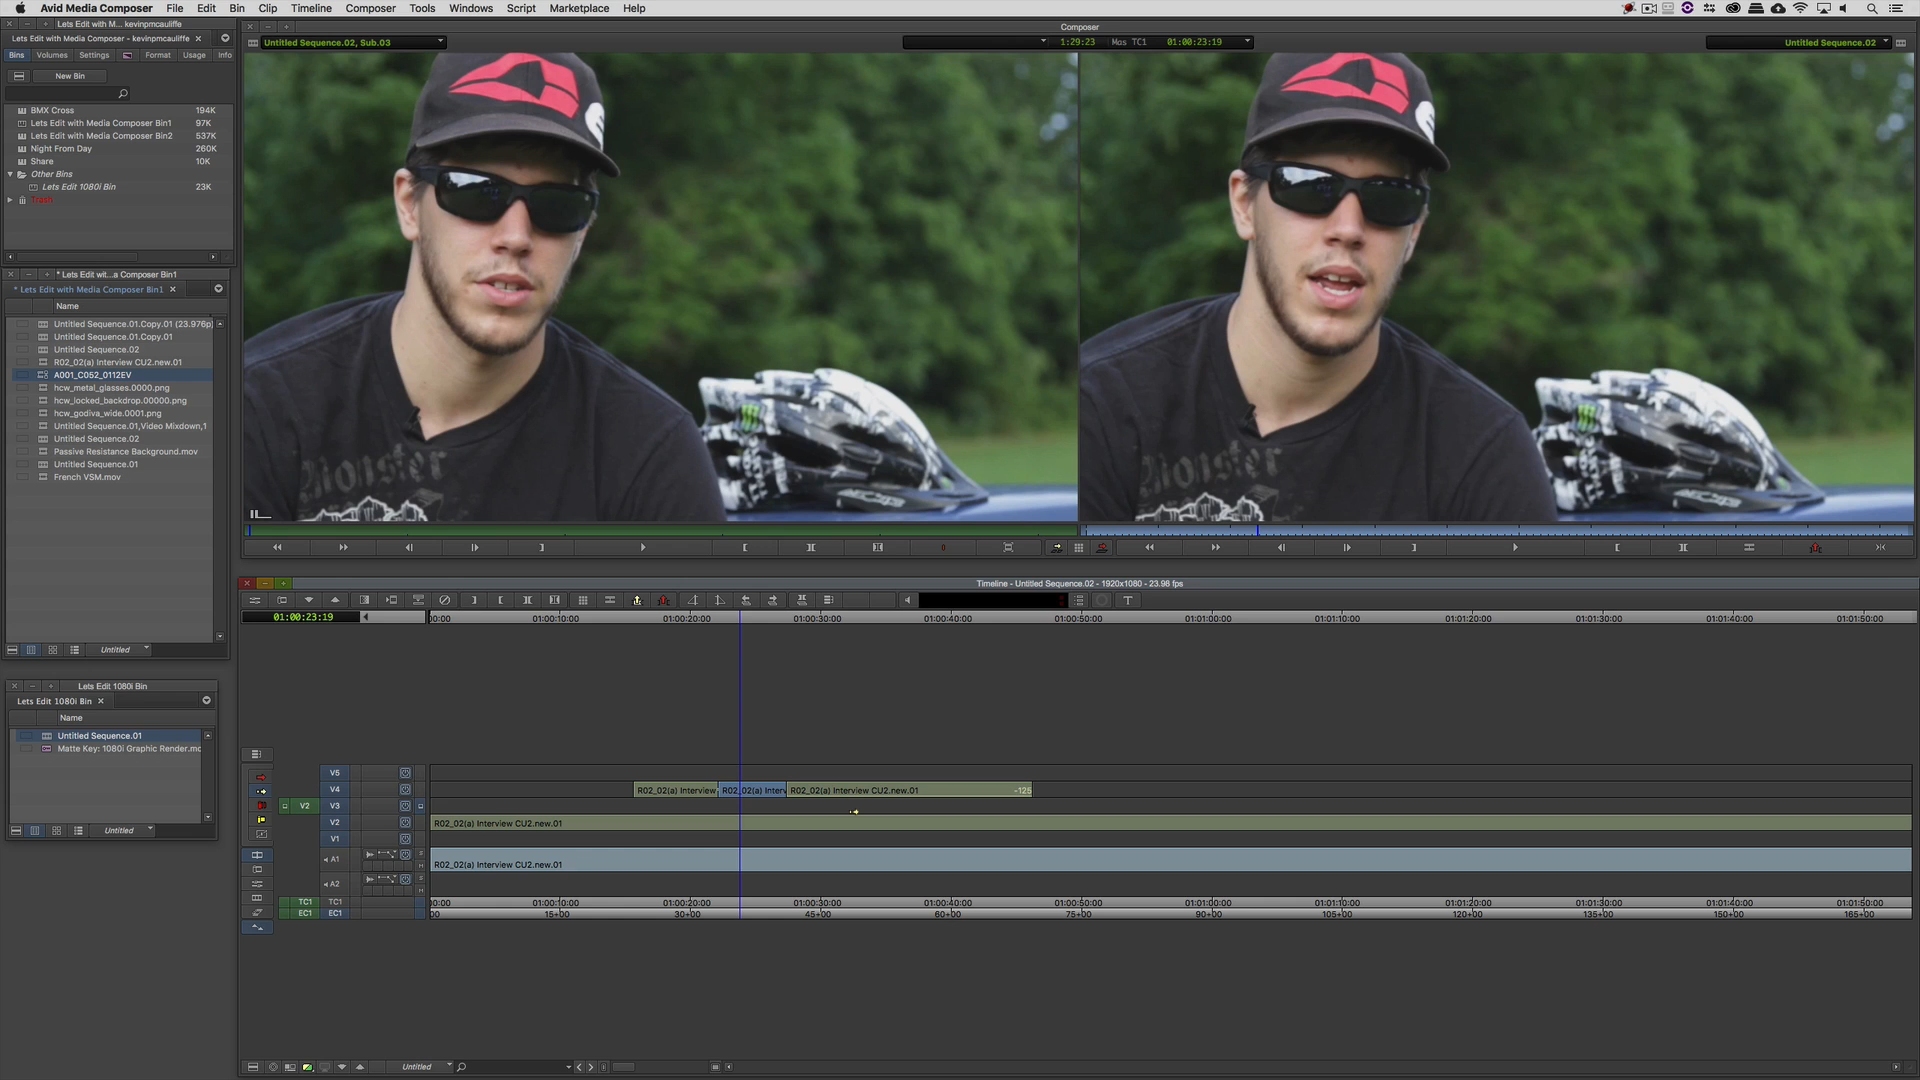 Avid Media Composer File Edit Bin Clip Timeline Composer Tools Windows Script Marketplace Help
Lets Edit with M... kevinpmcauliffe
Lets Edit with Media Composer - kevinpmcauliffe
Bins Volumes Settings Format Usage Info
New Bin
BMX Cross 194K
Lets Edit with Media Composer Bin1 97K
Lets Edit with Media Composer Bin2 537K
Night From Day 260K
Share 10K
Other Bins
Lets Edit 1080i Bin 23K
Trash
* Lets Edit wit...a Composer Bin1
* Lets Edit with Media Composer Bin1
Name
Untitled Sequence.01.Copy.01 (23.976p)
Untitled Sequence.01.Copy.01
Untitled Sequence.02
R02_02(a) Interview CU2.new.01
A001_C052_0112EV
hcw_metal_glasses.0000.png
hcw_locked_backdrop.00000.png
hcw_godiva_wide.0001.png
Untitled Sequence.01,Video Mixdown,1
Untitled Sequence.02
Passive Resistance Background.mov
Untitled Sequence.01
French VSM.mov
Untitled
Lets Edit 1080i Bin
Lets Edit 1080i Bin
Name
Untitled Sequence.01
Matte Key: 1080i Graphic Render.mo
Untitled
Composer
Untitled Sequence.02, Sub.03 1:29:23 Mas TC1 01:00:23:19 Untitled Sequence.02
Monster
Monster
Timeline - Untitled Sequence.02 - 1920x1080 - 23.98 fps
01:00:23:19
00:00 01:00:10:00 01:00:20:00 01:00:30:00 01:00:40:00 01:00:50:00 01:01:00:00 01:01:10:00 01:01:20:00 01:01:30:00 01:01:40:00 01:01:50:00
V5
V4 R02_02(a) Interview R02_02(a) Interv R02_02(a) Interview CU2.new.01 -125
V2 V3
V2 R02_02(a) Interview CU2.new.01
V1
A1 R02_02(a) Interview CU2.new.01
A2
TC1 TC1 00:00 01:00:10:00 01:00:20:00 01:00:30:00 01:00:40:00 01:00:50:00 01:01:00:00 01:01:10:00 01:01:20:00 01:01:30:00 01:01:40:00 01:01:50:00
EC1 EC1 00 15+00 30+00 45+00 60+00 75+00 90+00 105+00 120+00 135+00 150+00 165+00
Untitled